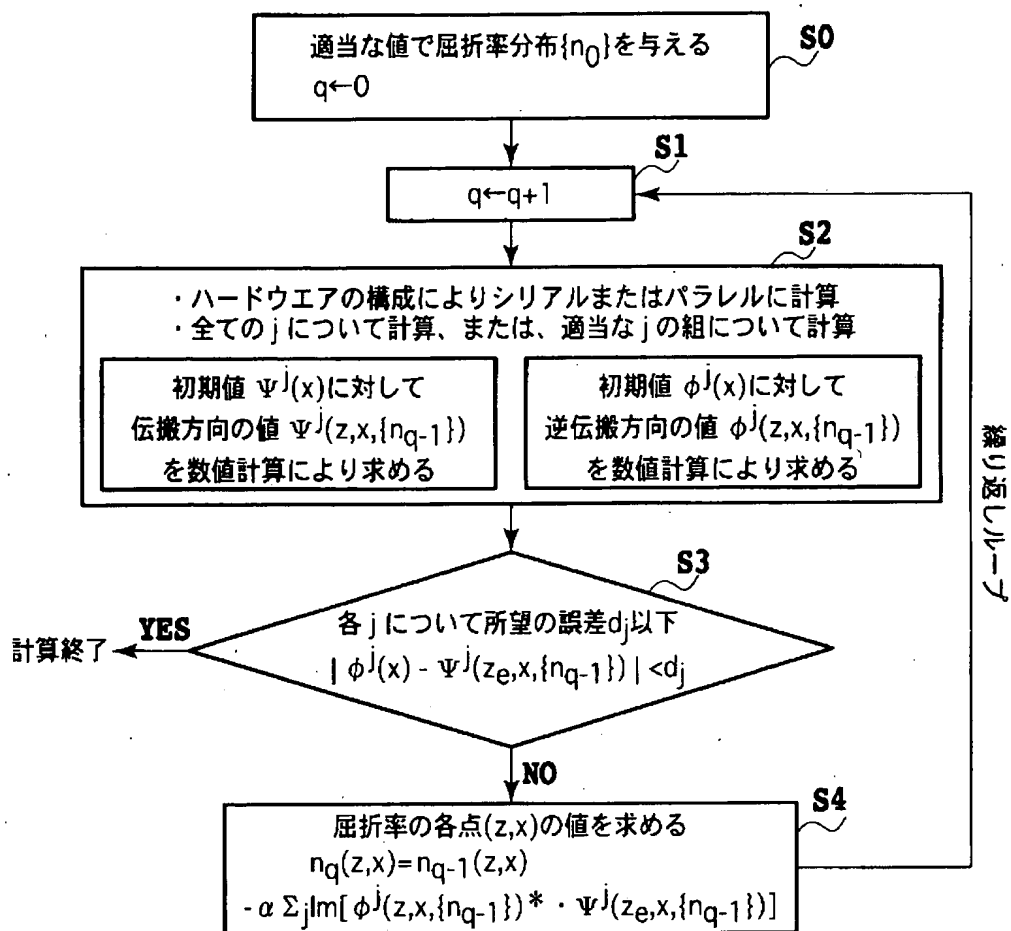 適当な値で屈折率分布{n0}を与える
q←0
S0
S1
q←q+1
S2
・ハードウエアの構成によりシリアルまたはパラレルに計算
・全てのjについて計算、または、適当なjの組について計算
初期値 Ψj(x)に対して
伝搬方向の値 Ψj(z,x,{nq-1})
を数値計算により求める
初期値 φj(x)に対して
逆伝搬方向の値 φj(z,x,{nq-1})
を数値計算により求める
繰り返しループ
S3
各jについて所望の誤差dj以下
| φj(x) - Ψj(ze,x,{nq-1}) | <dj
YES
計算終了
NO
S4
屈折率の各点(z,x)の値を求める
nq(z,x)=nq-1(z,x)
- α Σj Im[ φj(z,x,{nq-1})* ・ Ψj(ze,x,{nq-1})]